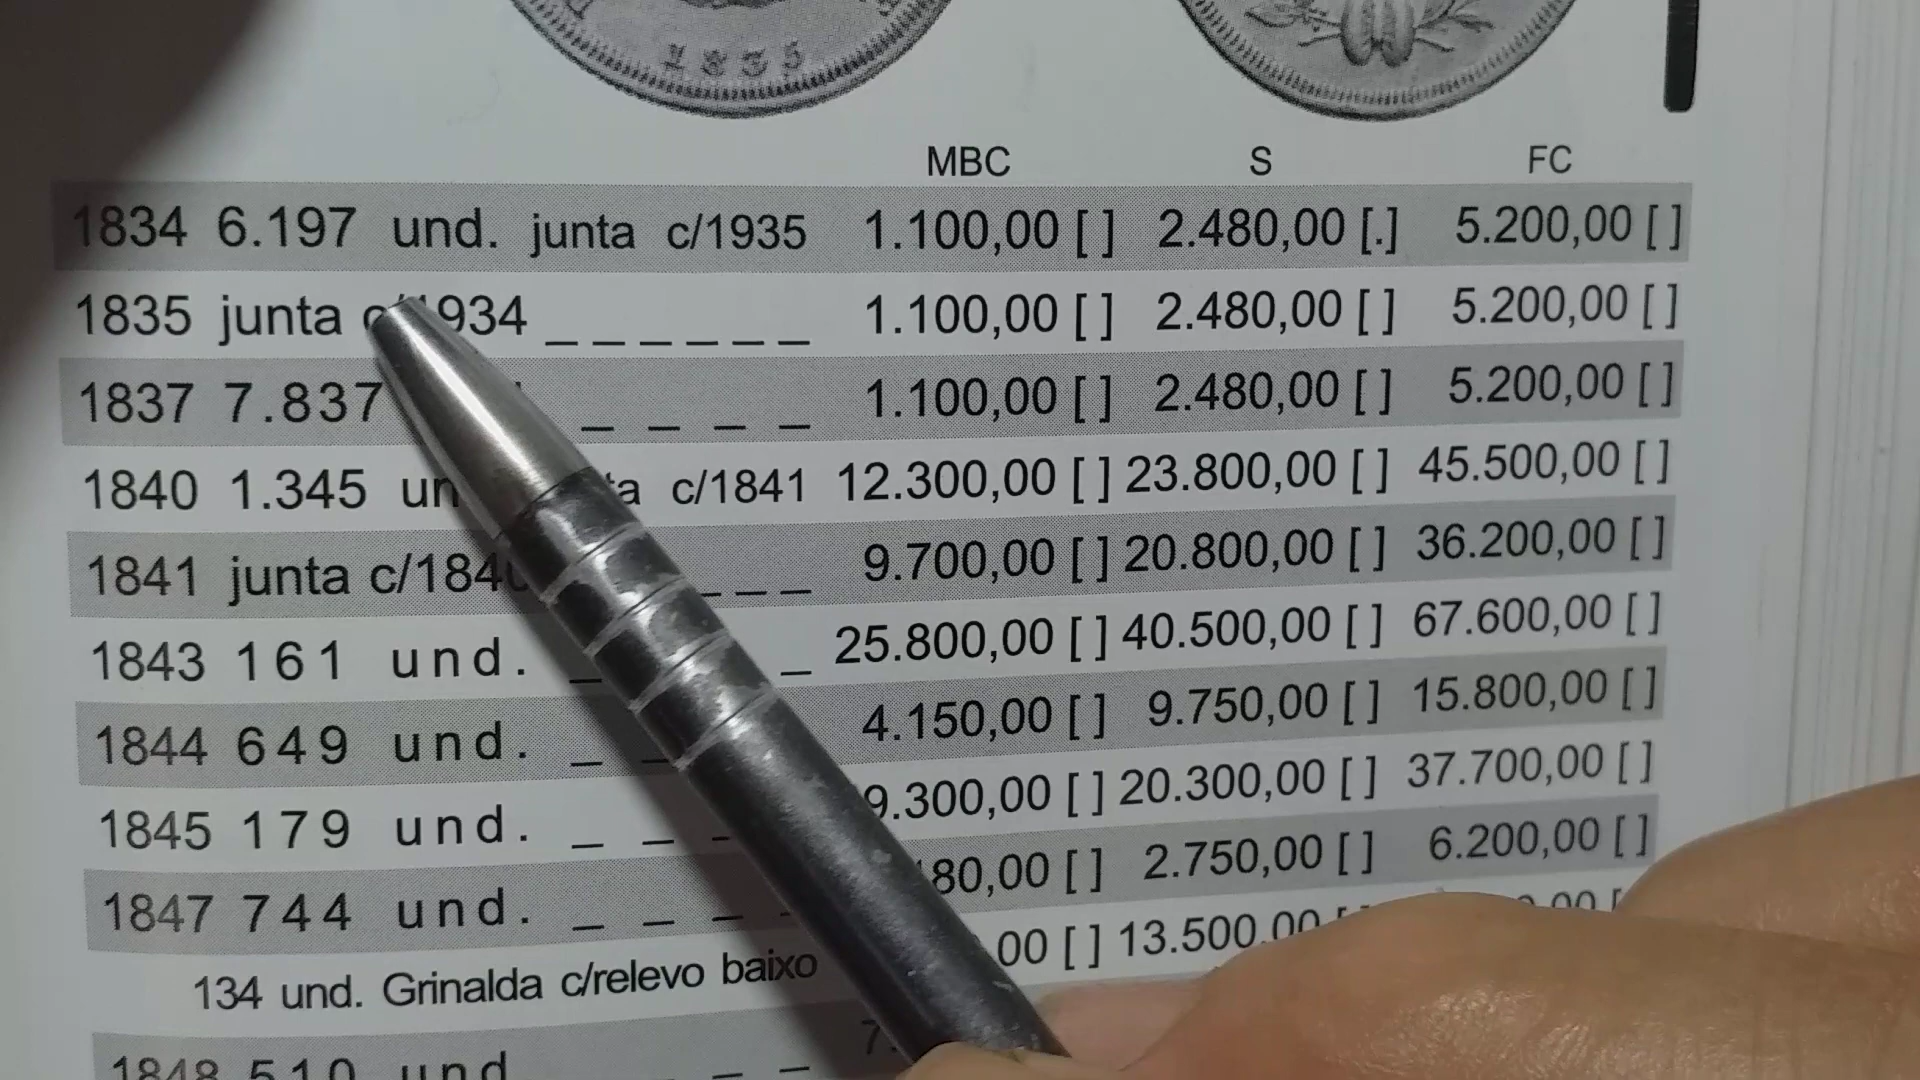 1835
MBC S FC
1834 6.197 und. junta c/1935 1.100,00 [ ] 2.480,00 [.] 5.200,00 [ ]
1835 junta c/1934 _ _ _ _ _ _ 1.100,00 [ ] 2.480,00 [ ] 5.200,00 [ ]
1837 7.837 _ _ _ _ 1.100,00 [ ] 2.480,00 [ ] 5.200,00 [ ]
1840 1.345 c/1841 12.300,00 [ ] 23.800,00 [ ] 45.500,00 [ ]
1841 junta c/1840 _ _ _ 9.700,00 [ ] 20.800,00 [ ] 36.200,00 [ ]
1843 161 und. _ _ 25.800,00 [ ] 40.500,00 [ ] 67.600,00 [ ]
1844 649 und. _ _ 4.150,00 [ ] 9.750,00 [ ] 15.800,00 [ ]
1845 179 und. _ _ _ 9.300,00 [ ] 20.300,00 [ ] 37.700,00 [ ]
1847 744 und. _ _ _ 80,00 [ ] 2.750,00 [ ] 6.200,00 [ ]
134 und. Grinalda c/relevo baixo 00 [ ] 13.500,00
1848 510 und